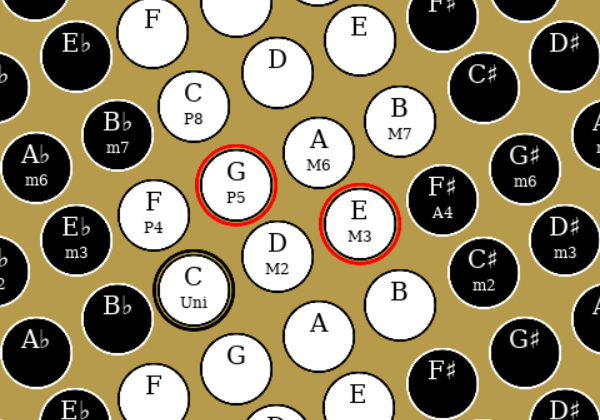 F♯
F
E
E♭
D♯
D
C♯
C
P8
B
M7
B♭
m7
A
M6
A♭
m6
G♯
m6
G
P5
F♯
A4
F
P4
E
M3
E♭
m3
D♯
m3
D
M2
C♯
m2
C
Uni
B
B♭
A
A♭
G♯
G
F♯
F
E
E♭
D♯